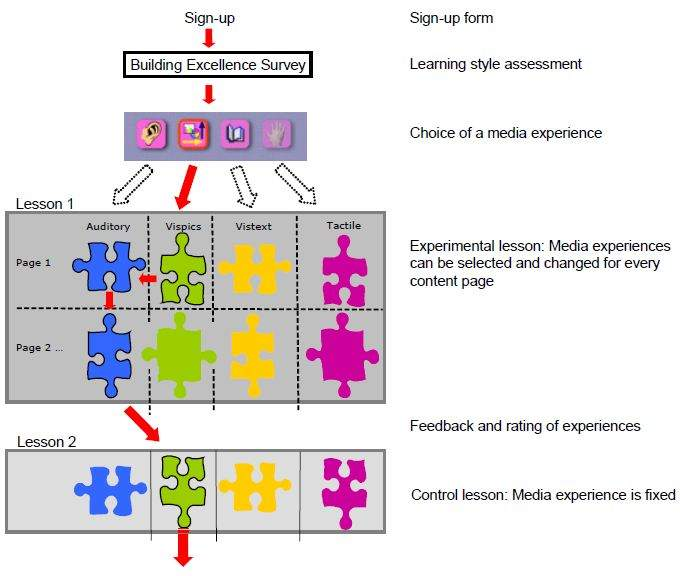 Sign-up
Sign-up form
Building Excellence Survey
Learning style assessment
Choice of a media experience
Lesson 1
Auditory
Vispics
Vistext
Tactile
Page 1
Experimental lesson: Media experiences
can be selected and changed for every
content page
Page 2 ...
Feedback and rating of experiences
Lesson 2
Control lesson: Media experience is fixed